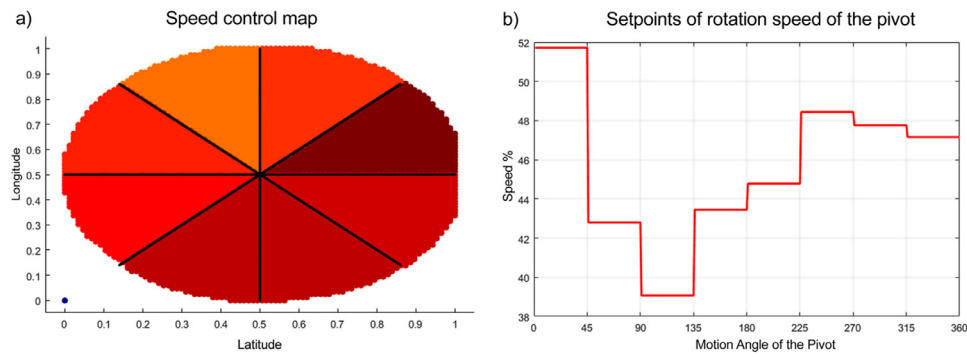 a) Speed control map
1
0.9
0.8
0.7
0.6
0.5
0.4
0.3
0.2
0.1
0
Longitude
0 0.1 0.2 0.3 0.4 0.5 0.6 0.7 0.8 0.9 1
Latitude
b) Setpoints of rotation speed of the pivot
52
50
48
46
44
42
40
38
Speed %
0 45 90 135 180 225 270 315 360
Motion Angle of the Pivot